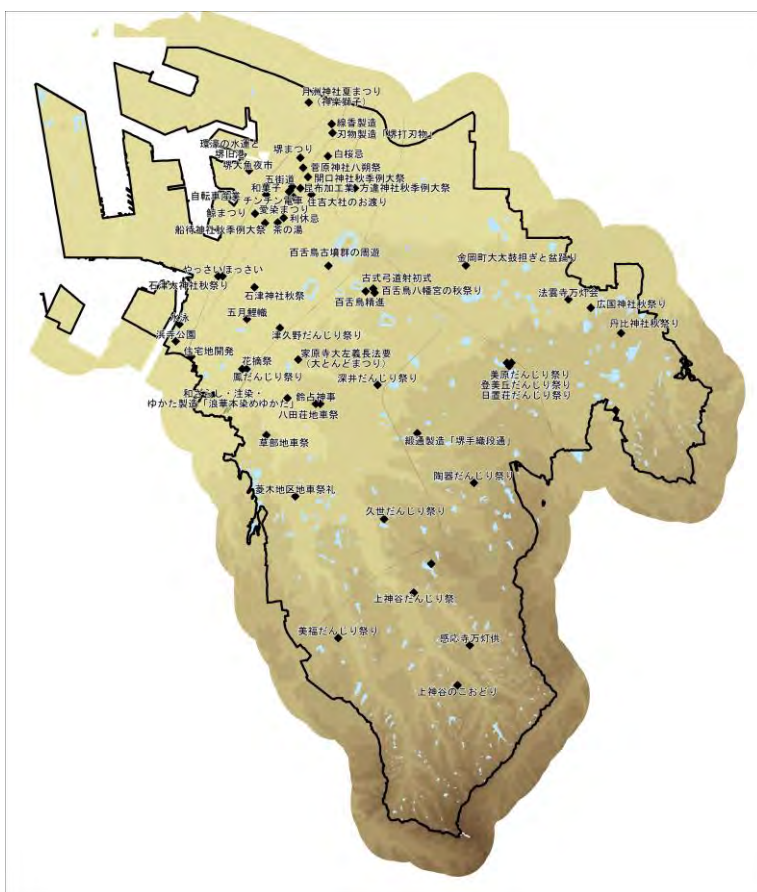 月洲神社夏まつり
（神楽獅子）
線香製造
刃物製造「堺打刃物」
環濠の水運と
堺旧港
堺まつり
白桜忌
堺大魚夜市
菅原神社八朔祭
開口神社秋季例大祭
五街道
和菓子
昆布加工業
方違神社秋季例大祭
自転車産業
チンチン電車
住吉大社のお渡り
鯨まつり
愛染まつり
利休忌
船待神社秋季例大祭
茶の湯
百舌鳥古墳群の周遊
金岡町大太鼓担ぎと盆踊り
やっさいほっさい
石津太神社秋祭り
石津神社秋祭
古式弓道射初式
百舌鳥八幡宮の秋祭り
百舌鳥精進
法雲寺万灯会
広国神社秋祭り
丹比神社秋祭り
五月鯉幟
浜寺公園
津久野だんじり祭り
住宅地開発
花摘祭
家原寺大左義長法要
（大とんどまつり）
鳳だんじり祭り
深井だんじり祭り
美原だんじり祭り
登美丘だんじり祭り
日置荘だんじり祭り
和ざらし・注染・
ゆかた製造「浪華本染めゆかた」
鈴占神事
八田荘地車祭
草部地車祭
緞通製造「堺手織段通」
陶器だんじり祭り
菱木地区地車祭礼
久世だんじり祭り
上神谷だんじり祭
美福だんじり祭り
感応寺万灯供
上神谷のこおどり